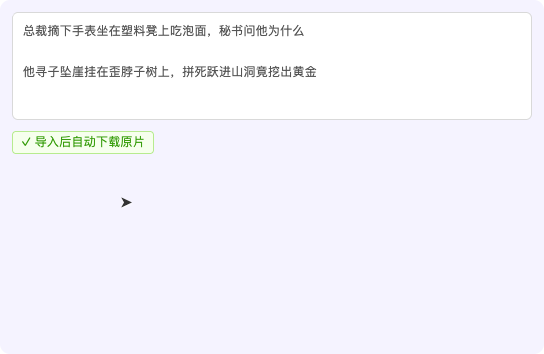 总裁摘下手表坐在塑料凳上吃泡面，秘书问他为什么
他寻子坠崖挂在歪脖子树上，拼死跃进山洞竟挖出黄金
✓ 导入后自动下载原片